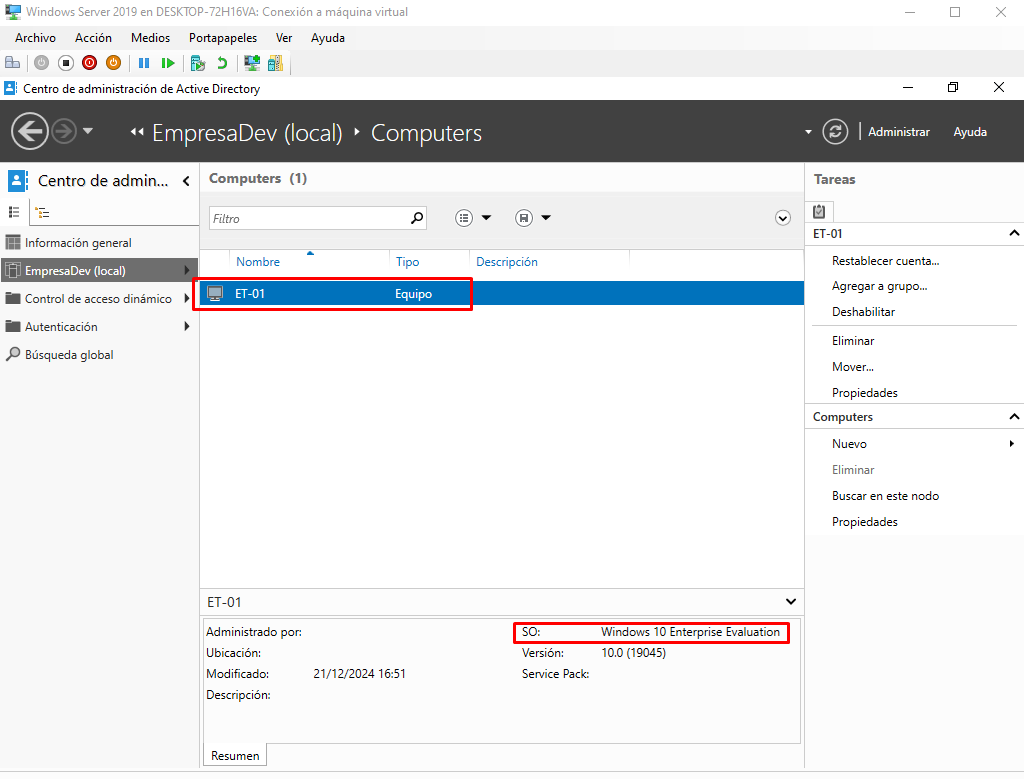 Windows Server 2019 en DESKTOP-72H16VA: Conexión a máquina virtual
Archivo Acción Medios Portapapeles Ver Ayuda
Centro de administración de Active Directory
EmpresaDev (local) Computers
Administrar Ayuda
Centro de admin...
Información general
EmpresaDev (local)
Control de acceso dinámico
Autenticación
Búsqueda global
Computers (1)
Filtro
Nombre Tipo Descripción
ET-01 Equipo
ET-01
Administrado por:
Ubicación:
Modificado: 21/12/2024 16:51
Descripción:
SO: Windows 10 Enterprise Evaluation
Versión: 10.0 (19045)
Service Pack:
Resumen
Tareas
ET-01
Restablecer cuenta...
Agregar a grupo...
Deshabilitar
Eliminar
Mover...
Propiedades
Computers
Nuevo
Eliminar
Buscar en este nodo
Propiedades